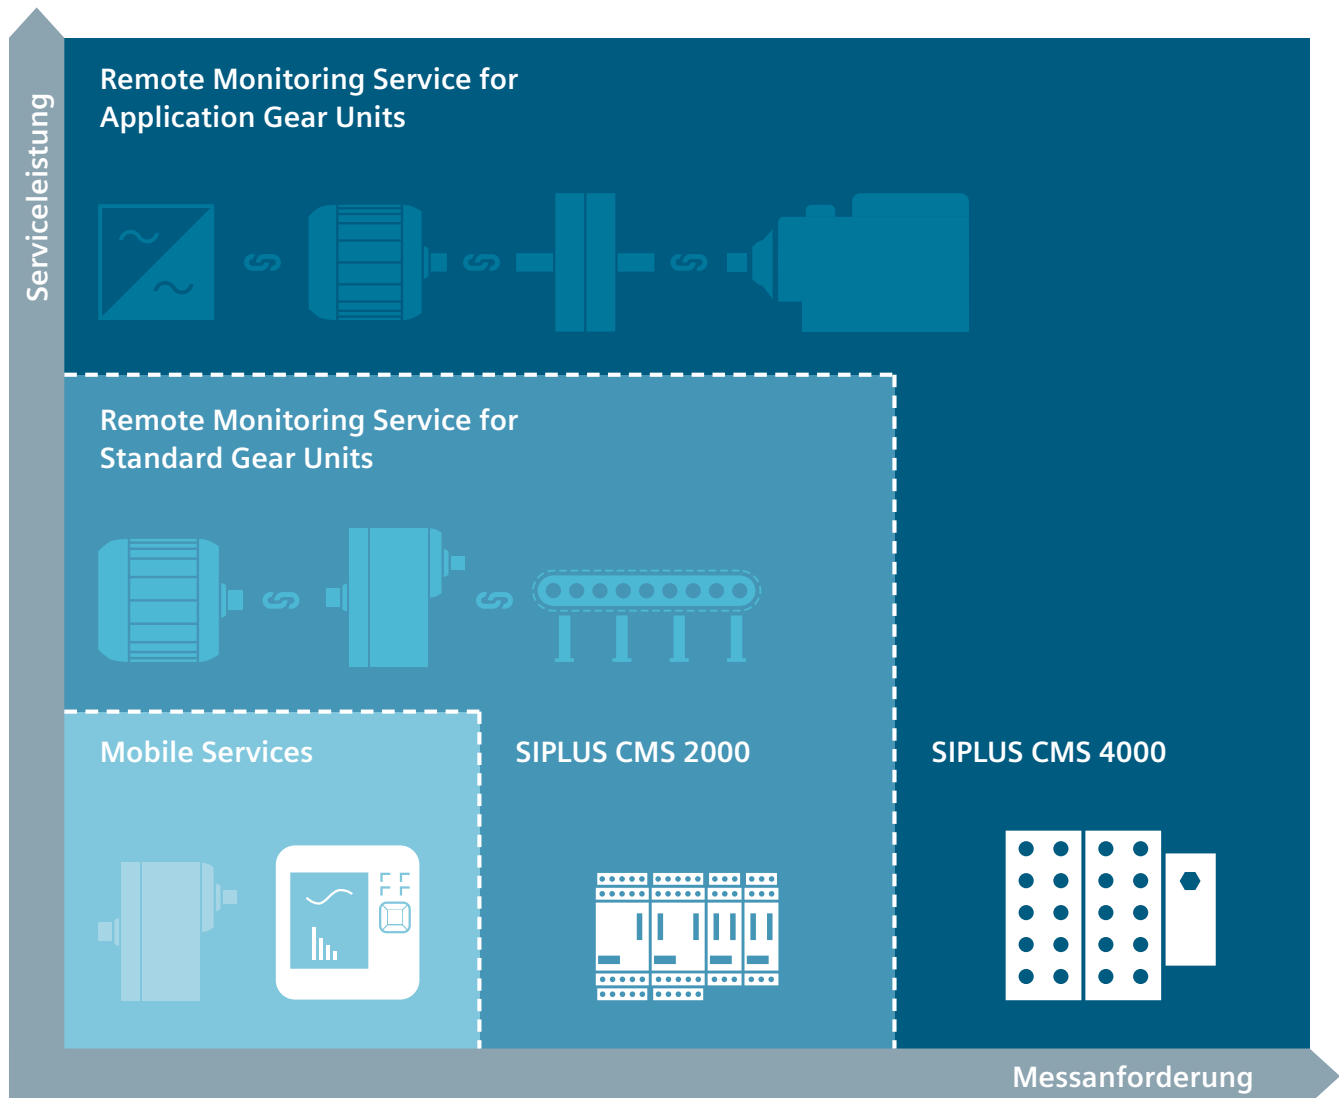 Serviceleistung
Remote Monitoring Service for
Application Gear Units
Remote Monitoring Service for
Standard Gear Units
Mobile Services
SIPLUS CMS 2000
SIPLUS CMS 4000
Messanforderung